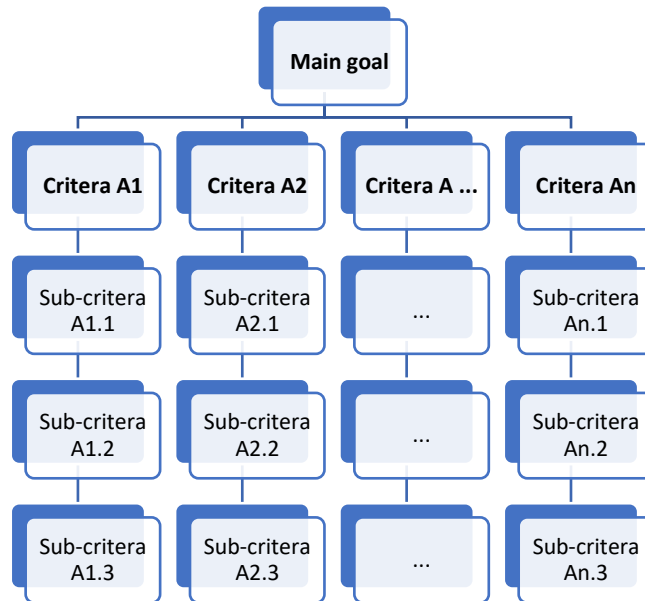 Main goal
Critera A1
Critera A2
Critera A ...
Critera An
Sub-critera
A1.1
Sub-critera
A2.1
...
Sub-critera
An.1
Sub-critera
A1.2
Sub-critera
A2.2
...
Sub-critera
An.2
Sub-critera
A1.3
Sub-critera
A2.3
...
Sub-critera
An.3